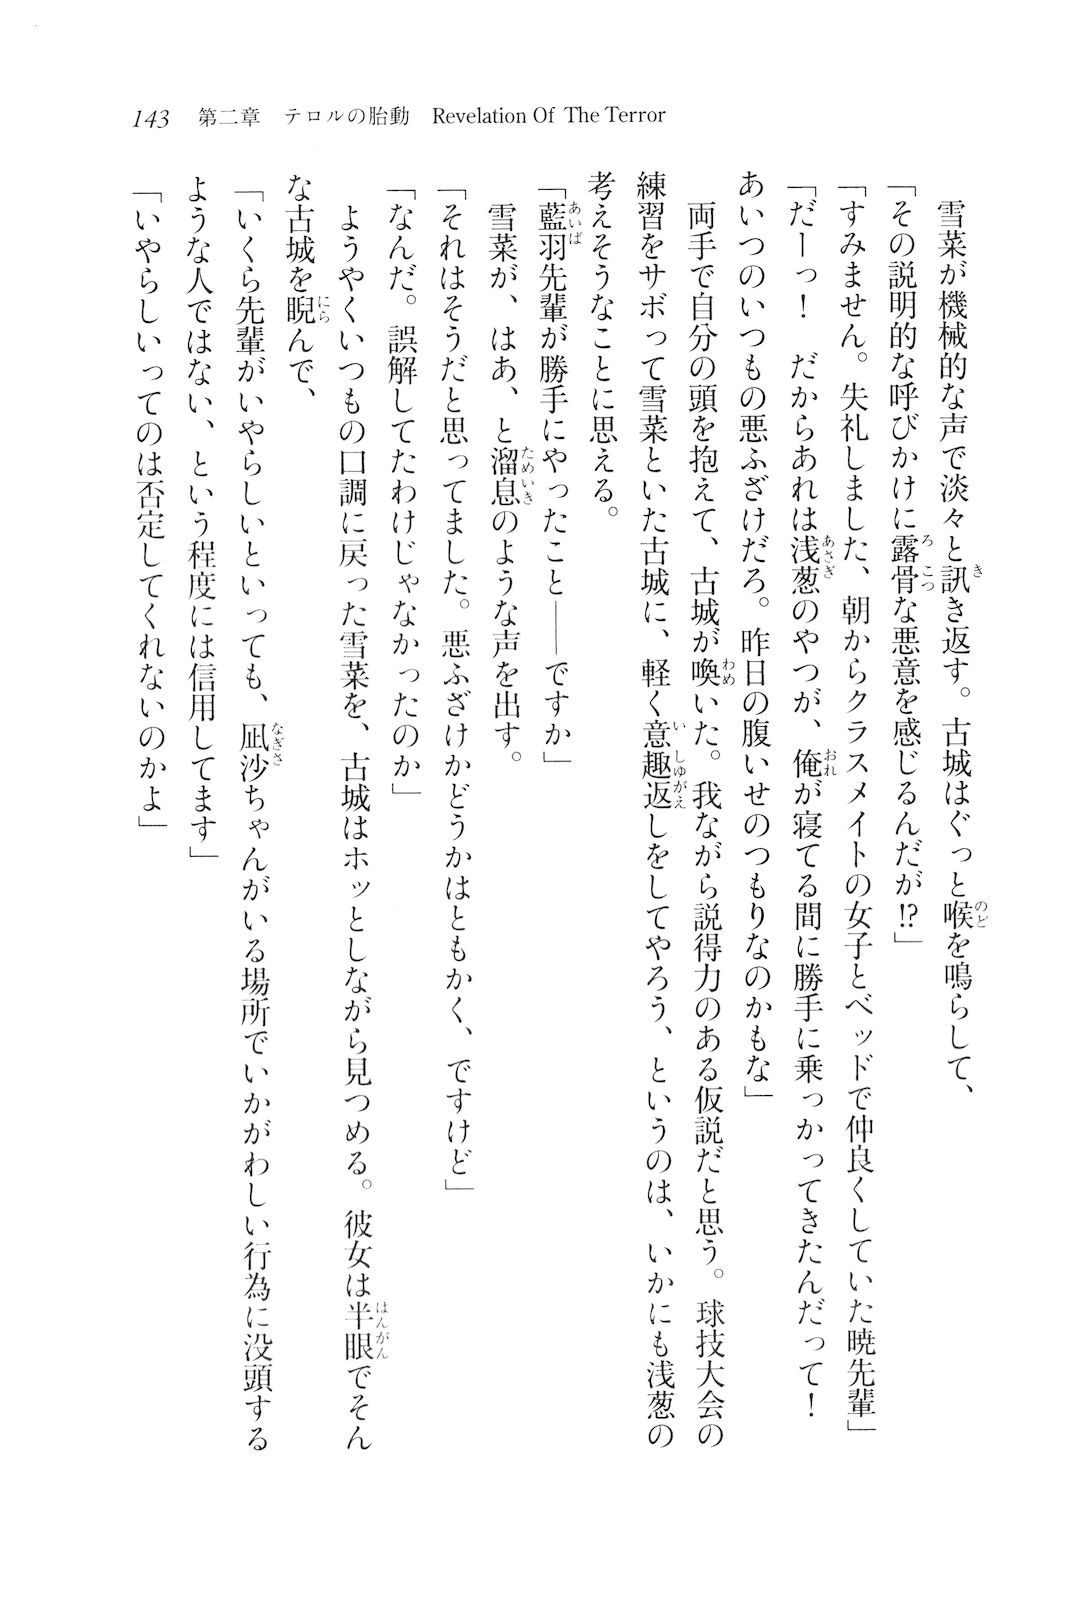 143　第二章　テロルの胎動　Revelation Of The Terror
　雪菜が機械的な声で淡々と訊き返す。古城はぐっと喉を鳴らして、
「その説明的な呼びかけに露骨な悪意を感じるんだが!?」
「すみません。失礼しました、朝からクラスメイトの女子とベッドで仲良くしていた暁先輩」
「だーっ！　だからあれは浅葱のやつが、俺が寝てる間に勝手に乗っかってきたんだって！
あいつのいつもの悪ふざけだろ。昨日の腹いせのつもりなのかもな」
　両手で自分の頭を抱えて、古城が喚いた。我ながら説得力のある仮説だと思う。球技大会の
練習をサボって雪菜といた古城に、軽く意趣返しをしてやろう、というのは、いかにも浅葱の
考えそうなことに思える。
「藍羽先輩が勝手にやったこと――ですか」
　雪菜が、はあ、と溜息のような声を出す。
「それはそうだと思ってました。悪ふざけかどうかはともかく、ですけど」
「なんだ。誤解してたわけじゃなかったのか」
　ようやくいつもの口調に戻った雪菜を、古城はホッとしながら見つめる。彼女は半眼でそん
な古城を睨んで、
「いくら先輩がいやらしいといっても、凪沙ちゃんがいる場所でいかがわしい行為に没頭する
ような人ではない、という程度には信用してます」
「いやらしいってのは否定してくれないのかよ」